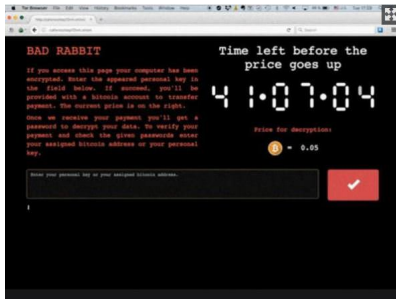 Tor Browser File Edit View History Bookmarks Tools Window Help
Tue 17:28
Search
BAD RABBIT
If you access this page your computer has been
encrypted. Enter the appeared personal key in
the field below. If succeed, you'll be
provided with a bitcoin account to transfer
payment. The current price is on the right.
Once we receive your payment you'll get a
password to decrypt your data. To verify your
payment and check the given passwords enter
your assigned bitcoin address or your personal
key.
Time left before the
price goes up
41:07:04
Price for decryption:
= 0.05
Enter your personal key or your assigned bitcoin address.